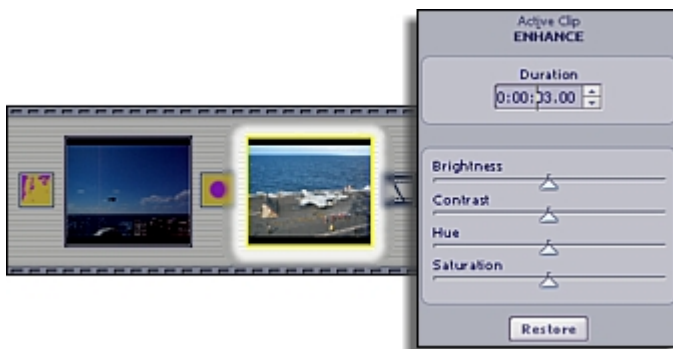 Active Clip
ENHANCE
Duration
0:00:03.00
Brightness
Contrast
Hue
Saturation
Restore